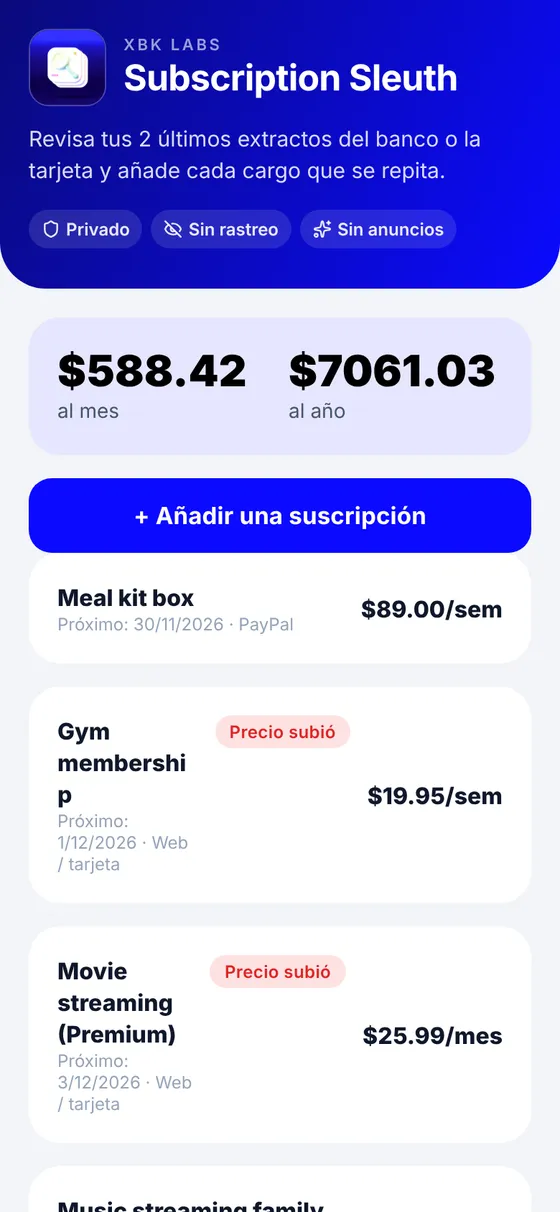 XBK LABS
Subscription Sleuth
Revisa tus 2 últimos extractos del banco o la
tarjeta y añade cada cargo que se repita.
Privado
Sin rastreo
Sin anuncios
$588.42
al mes
$7061.03
al año
+ Añadir una suscripción
Meal kit box
Próximo: 30/11/2026 · PayPal
$89.00/sem
Gym
membershi
p
Precio subió
Próximo:
1/12/2026 · Web
/ tarjeta
$19.95/sem
Movie
streaming
(Premium)
Precio subió
Próximo:
3/12/2026 · Web
/ tarjeta
$25.99/mes
Music streaming family